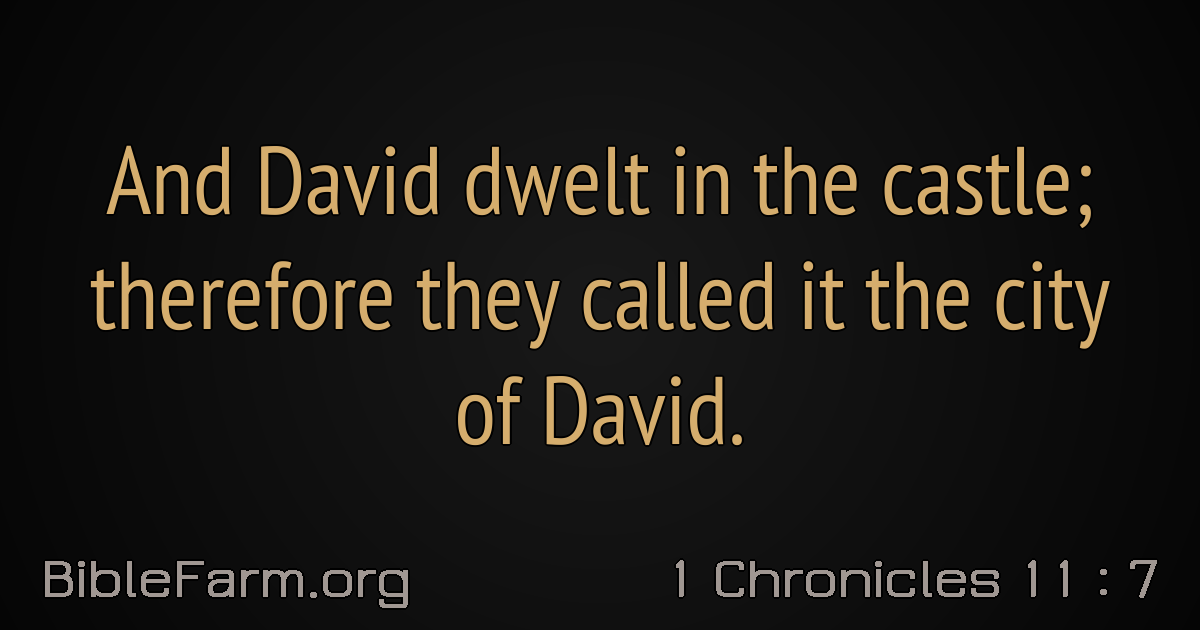 And David dwelt in the castle;
therefore they called it the city
of David.
BibleFarm.org
1 Chronicles 11 : 7